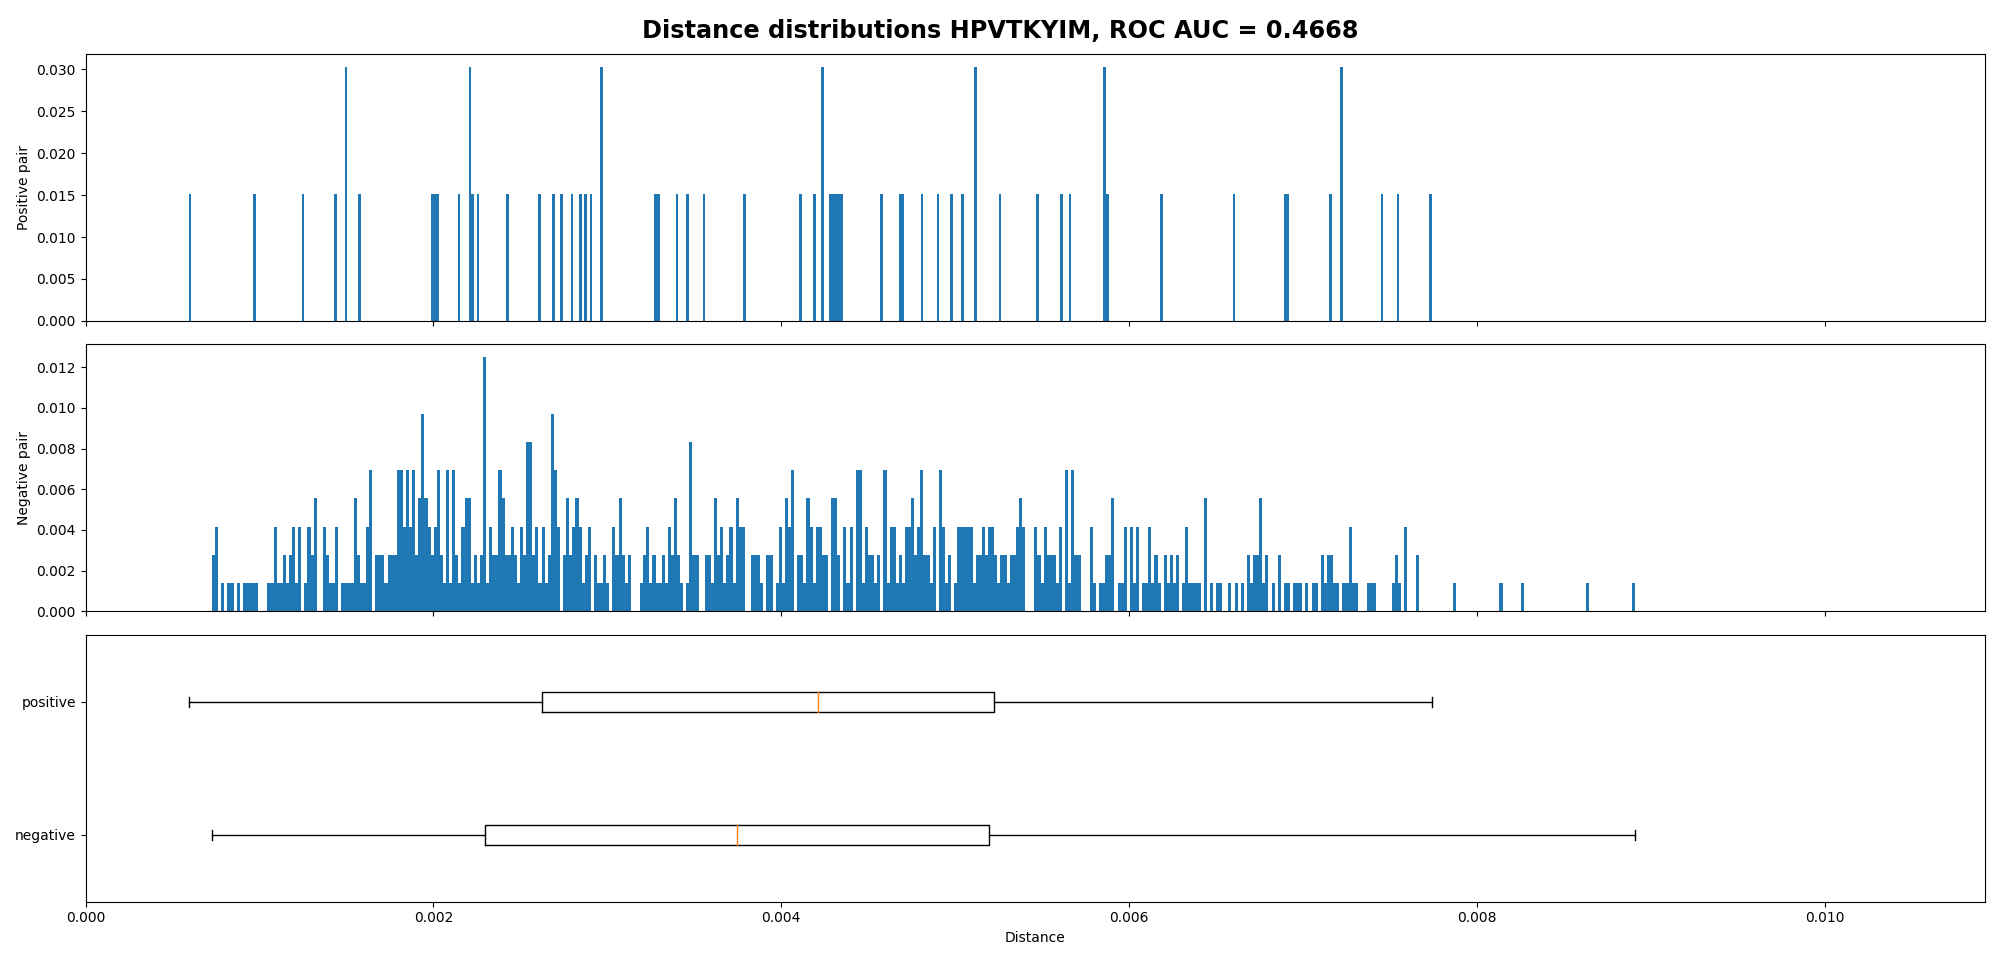 Distance distributions HPVTKYIM, ROC AUC = 0.4668
0.030
0.025
0.020
0.015
0.010
0.005
0.000
Positive pair
0.012
0.010
0.008
0.006
0.004
0.002
0.000
Negative pair
positive
negative
0.000 0.002 0.004 0.006 0.008 0.010
Distance